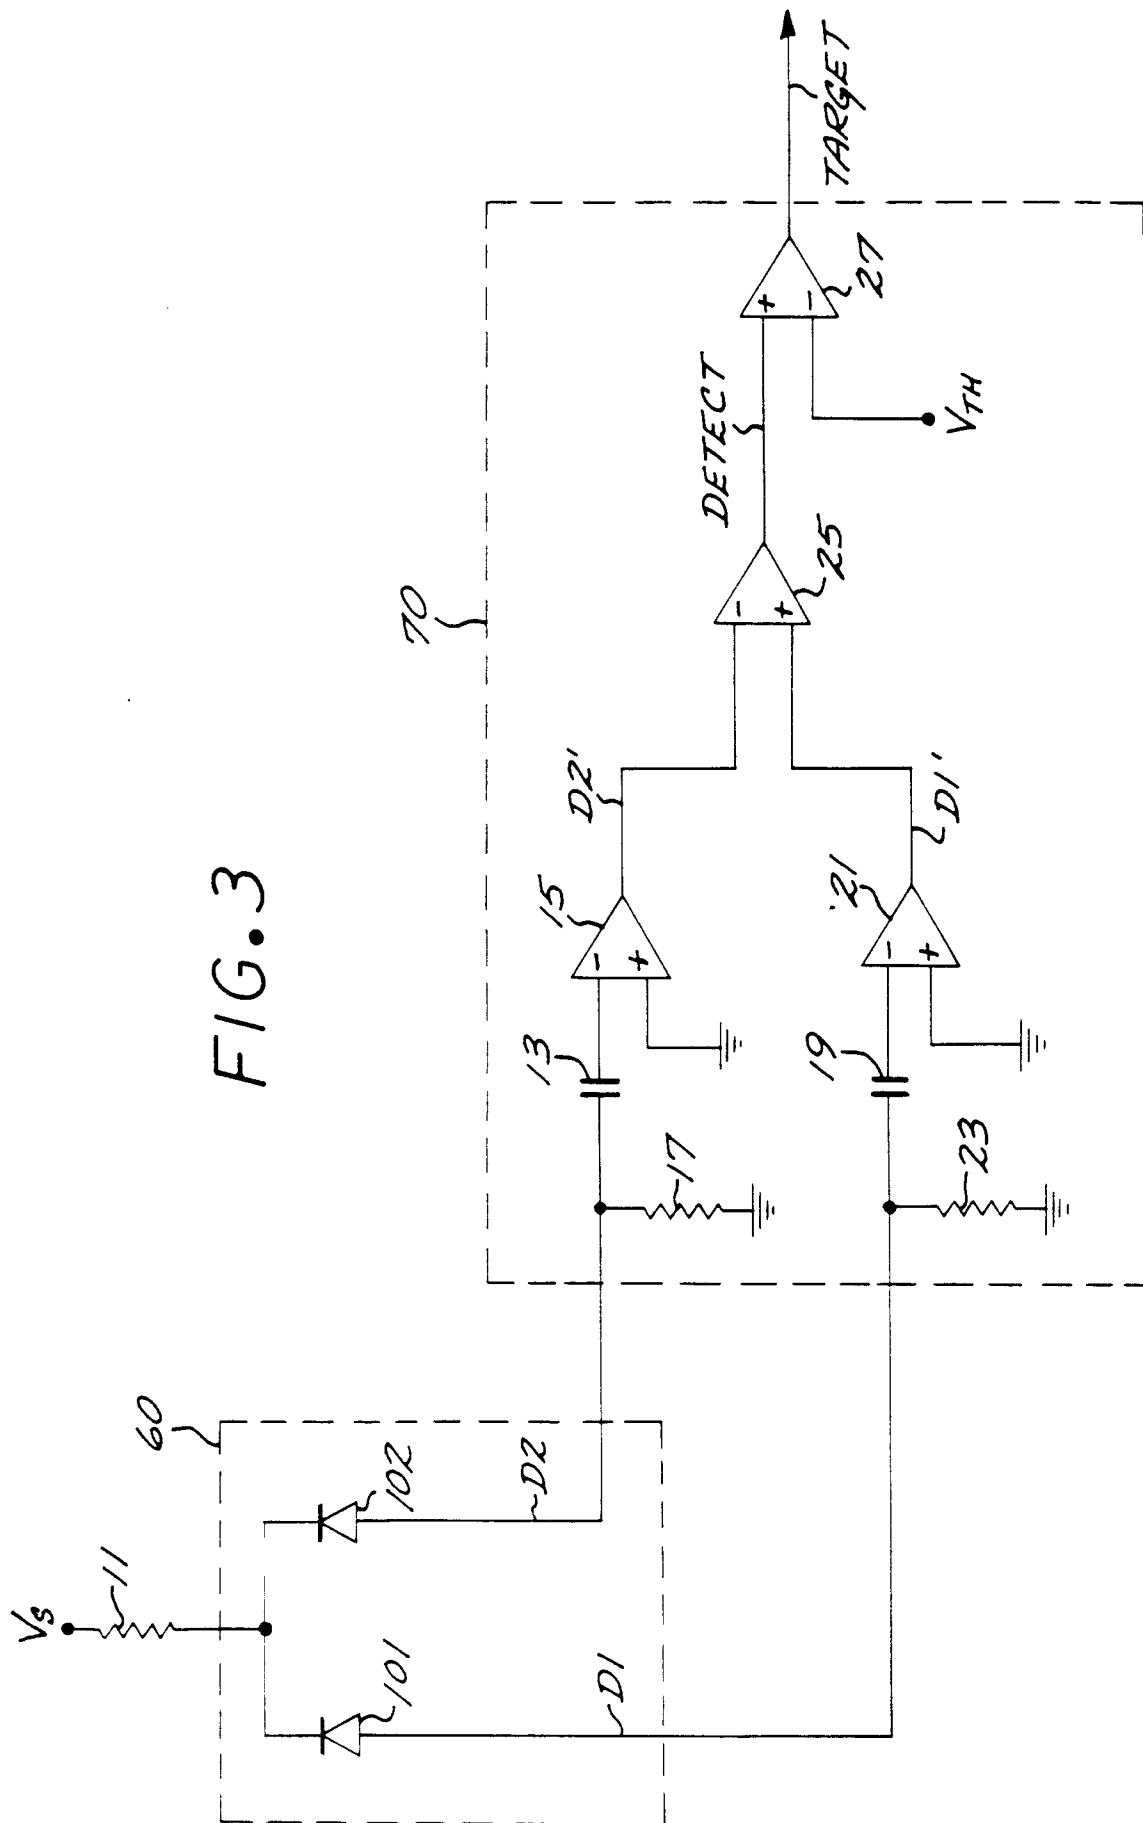 FIG. 3
Vs
11
60
101
102
D1
D2
70
17
13
15
-
+
D2'
23
19
21
-
+
D1'
-
+
25
DETECT
VTH
+
-
27
TARGET